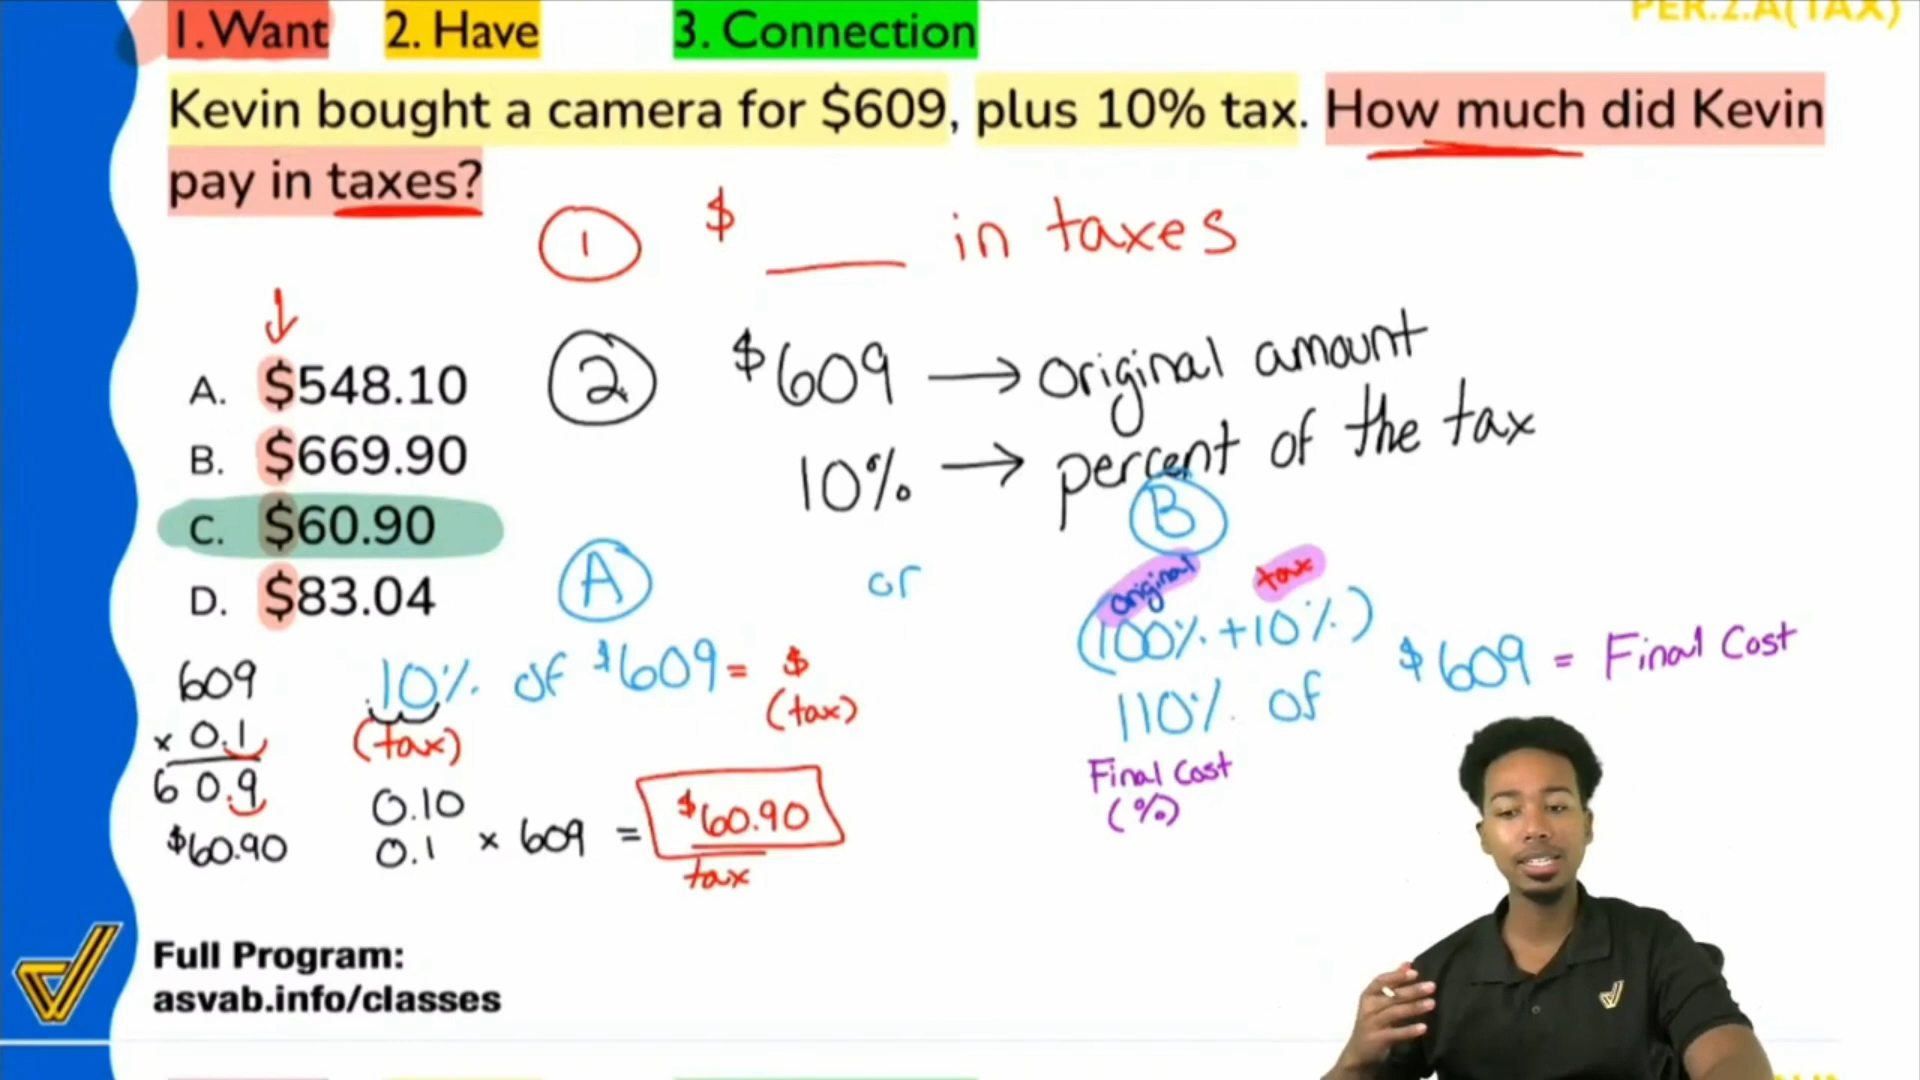 PER.2.A(TAX)
1. Want 2. Have 3. Connection
Kevin bought a camera for $609, plus 10% tax. How much did Kevin
pay in taxes?
1 $ ____ in taxes
A. $548.10
B. $669.90
C. $60.90
D. $83.04
2 $609 → original amount
10% → percent of the tax
A or B
10% of $609 = $
(tax) (tax)
0.10
0.1 × 609 = $60.90
tax
609
× 0.1
60.9
$60.90
original tax
(100% + 10%)
110% of $609 = Final Cost
Final Cost
(%)
Full Program:
asvab.info/classes